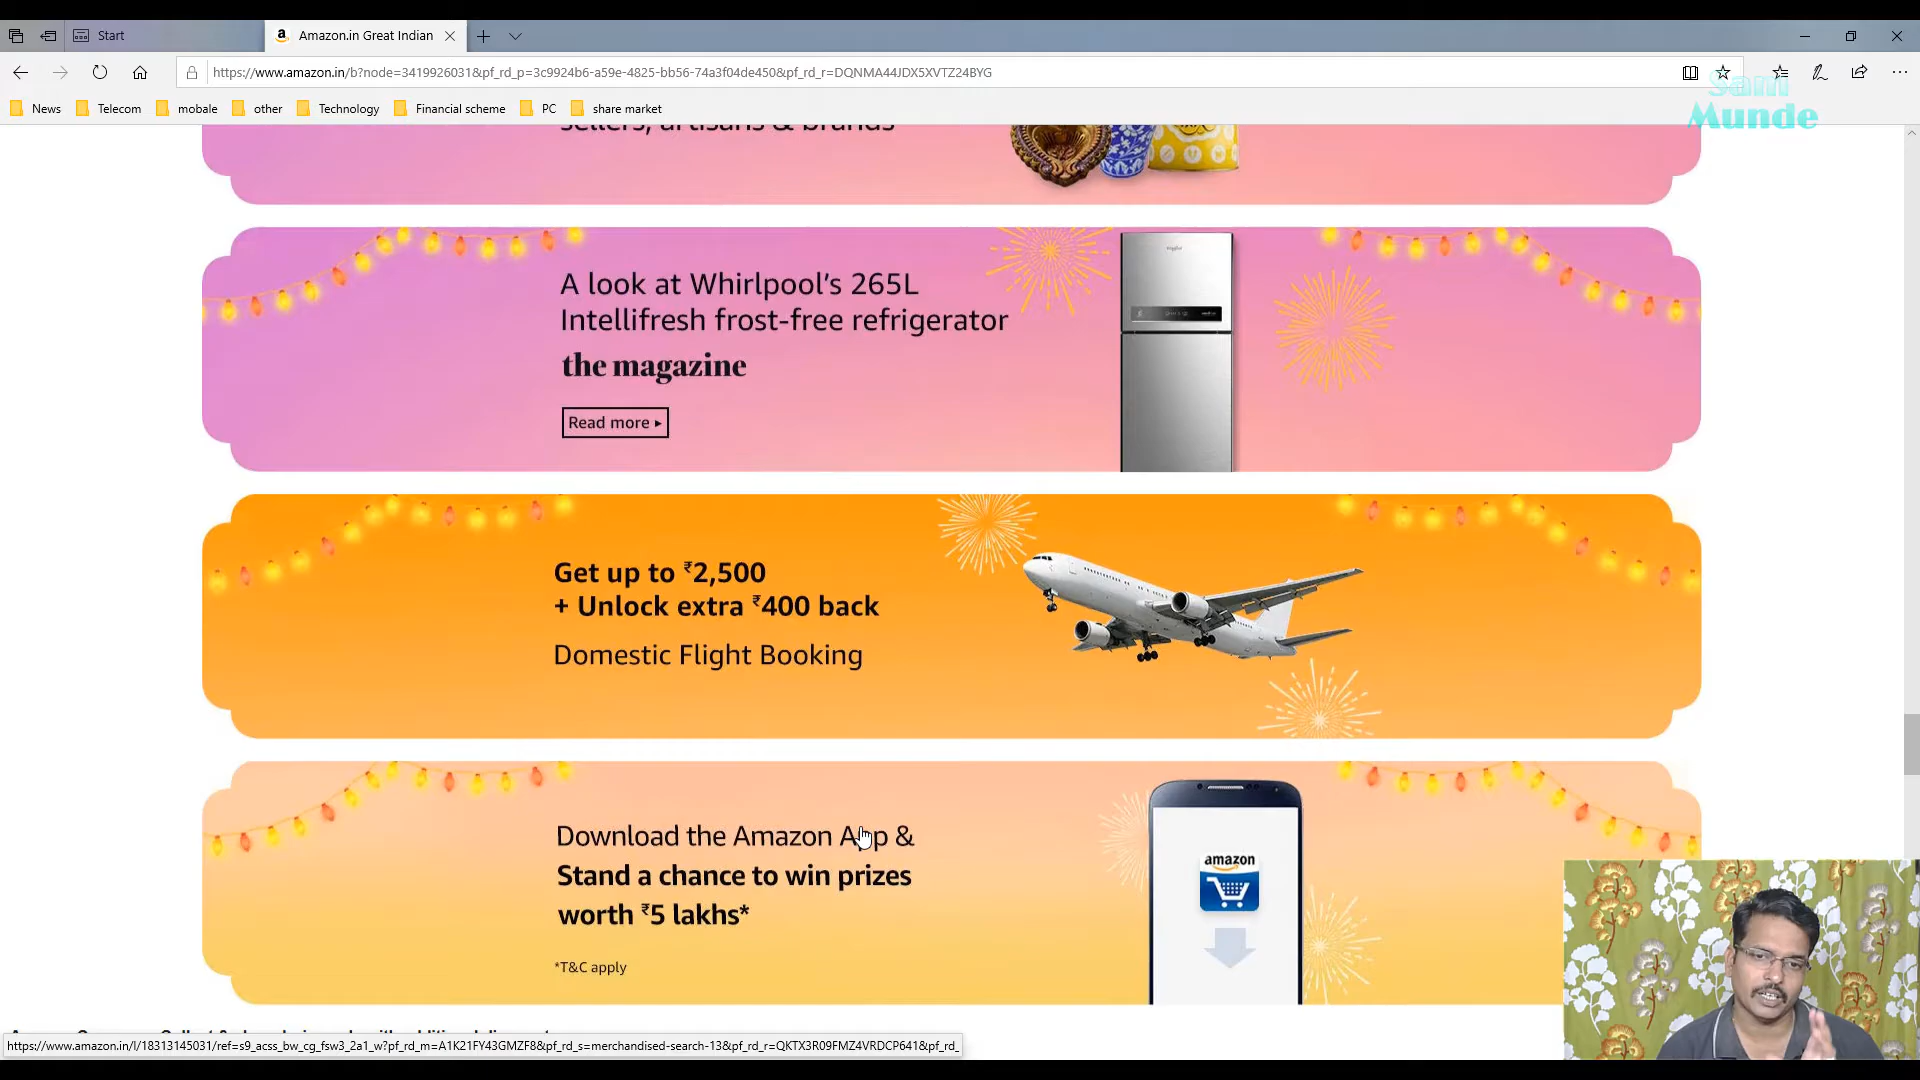 Start
Amazon.in Great Indian
https://www.amazon.in/b?node=3419926031&pf_rd_p=3c9924b6-a59e-4825-bb56-74a3f04de450&pf_rd_r=DQNMA44JDX5XVTZ24BYG
News
Telecom
mobale
other
Technology
Financial scheme
PC
share market
Sam
Munde
sellers, artisans & brands
A look at Whirlpool's 265L
Intellifresh frost-free refrigerator
the magazine
Read more ▸
Get up to ₹2,500
+ Unlock extra ₹400 back
Domestic Flight Booking
Download the Amazon App &
Stand a chance to win prizes
worth ₹5 lakhs*
*T&C apply
amazon
https://www.amazon.in/l/18313145031/ref=s9_acss_bw_cg_fsw3_2a1_w?pf_rd_m=A1K21FY43GMZF8&pf_rd_s=merchandised-search-13&pf_rd_r=QKTX3R09FMZ4VRDCP641&pf_rd_